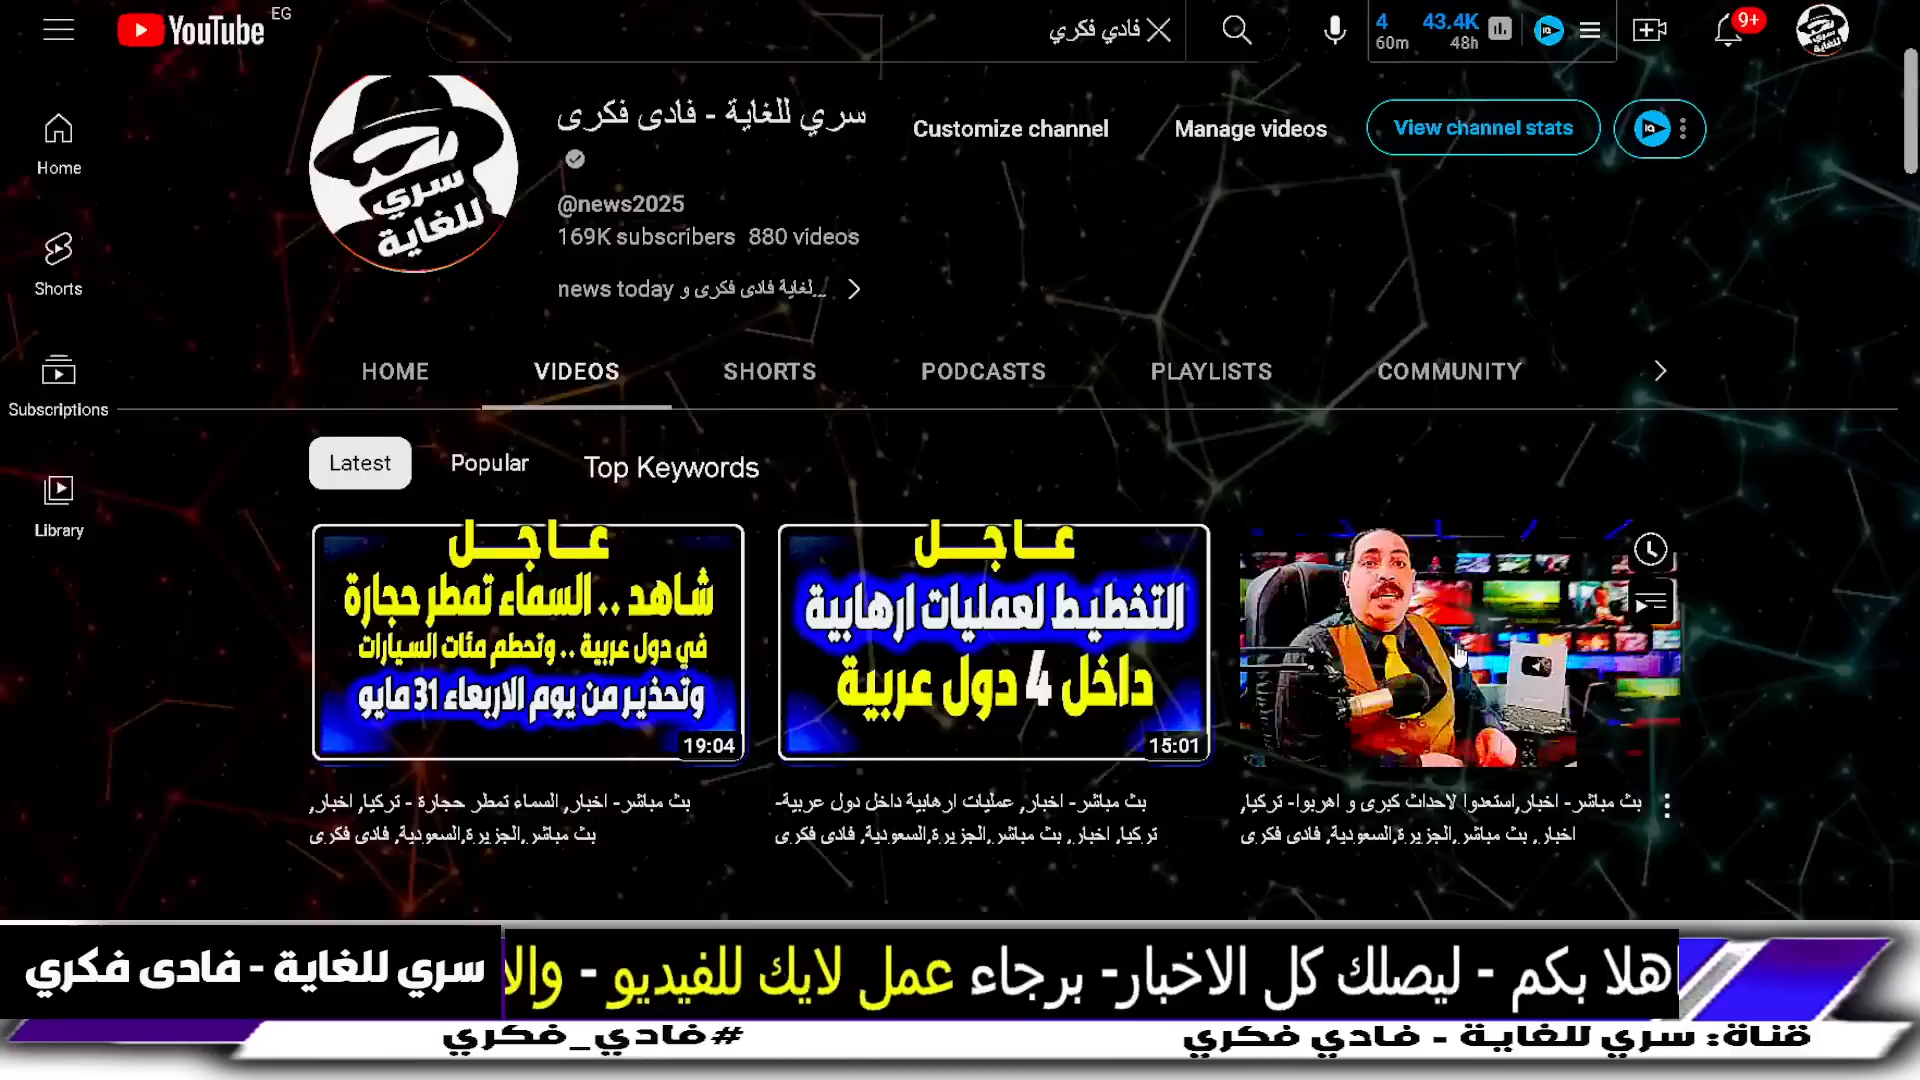 YouTube
EG
فادي فكري
4
60m
43.4K
48h
9+
Home
Shorts
Subscriptions
Library
سري للغاية
سري للغاية - فادى فكرى
@news2025
169K subscribers 880 videos
news today لغاية فادى فكرى و...
Customize channel
Manage videos
View channel stats
HOME
VIDEOS
SHORTS
PODCASTS
PLAYLISTS
COMMUNITY
Latest
Popular
Top Keywords
عـــاجـــل
شاهد .. السماء تمطر حجارة
في دول عربية .. وتحطم مئات السيارات
وتحذير من يوم الاربعاء 31 مايو
19:04
بث مباشر- اخبار, السماء تمطر حجارة - تركيا, اخبار,
بث مباشر,الجزيرة,السعودية, فادى فكرى
عـــاجـــل
التخطيط لعمليات ارهابية
داخل 4 دول عربية
15:01
بث مباشر- اخبار, عمليات ارهابية داخل دول عربية-
تركيا, اخبار, بث مباشر,الجزيرة,السعودية, فادى فكرى
بث مباشر- اخبار,استعدوا لاحداث كبرى و اهربوا- تركيا,
اخبار, بث مباشر,الجزيرة,السعودية, فادى فكرى
هلا بكم - ليصلك كل الاخبار- برجاء عمل لايك للفيديو - والا
سري للغاية - فادى فكري
قناة: سري للغاية - فادي فكري
#فادي_فكري